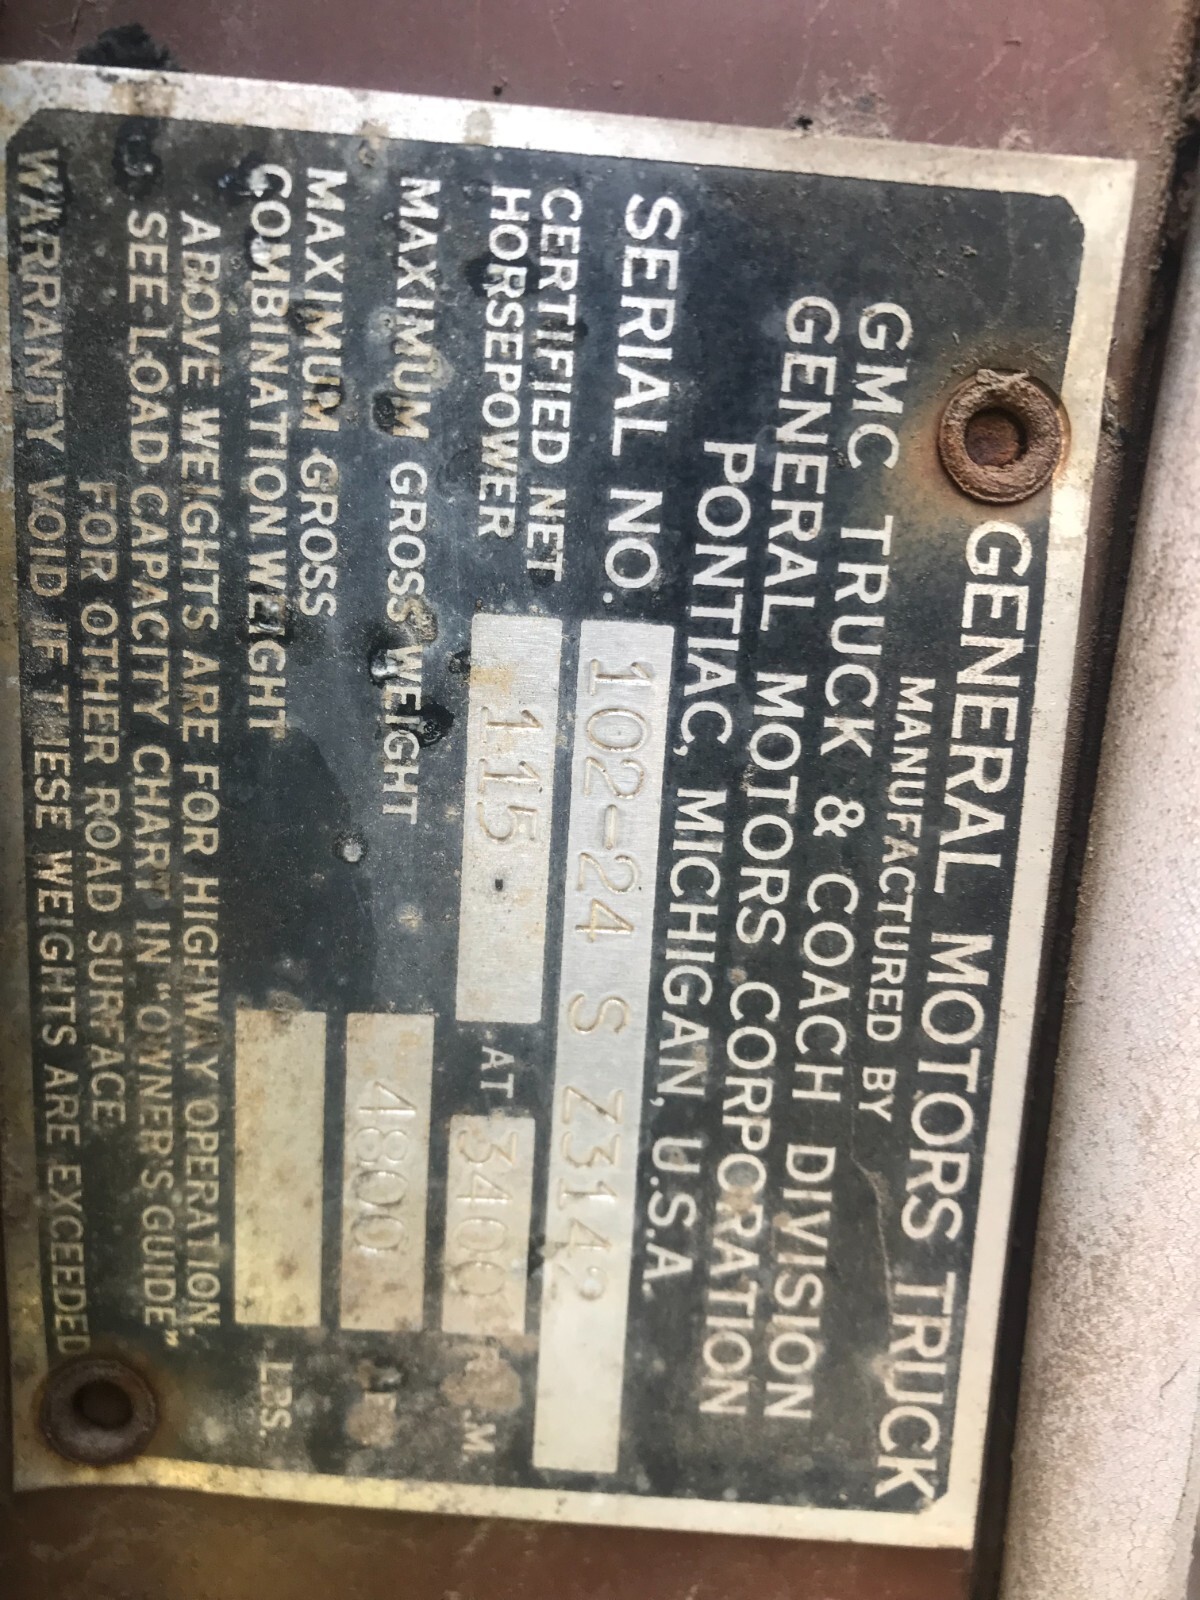 GENERAL MOTORS TRUCK
MANUFACTURED BY
GMC TRUCK & COACH DIVISION
GENERAL MOTORS CORPORATION
PONTIAC, MICHIGAN, U.S.A.
SERIAL NO. 102-24 S Z3142
CERTIFIED NET
HORSEPOWER 115 AT 3400
MAXIMUM GROSS WEIGHT 4800
MAXIMUM GROSS
COMBINATION WEIGHT LBS.
ABOVE WEIGHTS ARE FOR HIGHWAY OPERATION.
SEE LOAD CAPACITY CHART IN "OWNER'S GUIDE"
FOR OTHER ROAD SURFACE
WARRANTY VOID IF THESE WEIGHTS ARE EXCEEDED